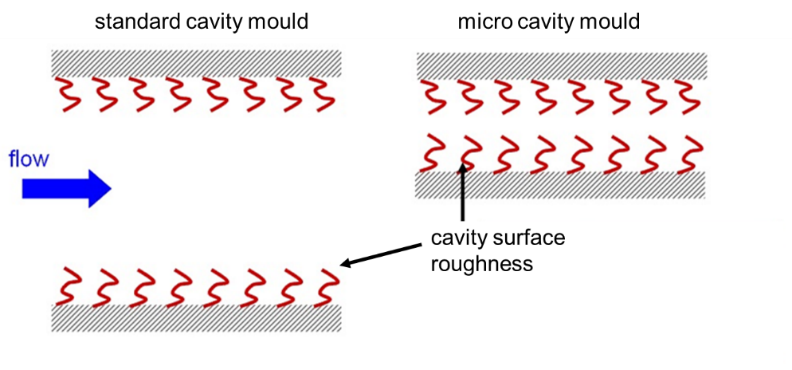 standard cavity mould
micro cavity mould
flow
cavity surface
roughness